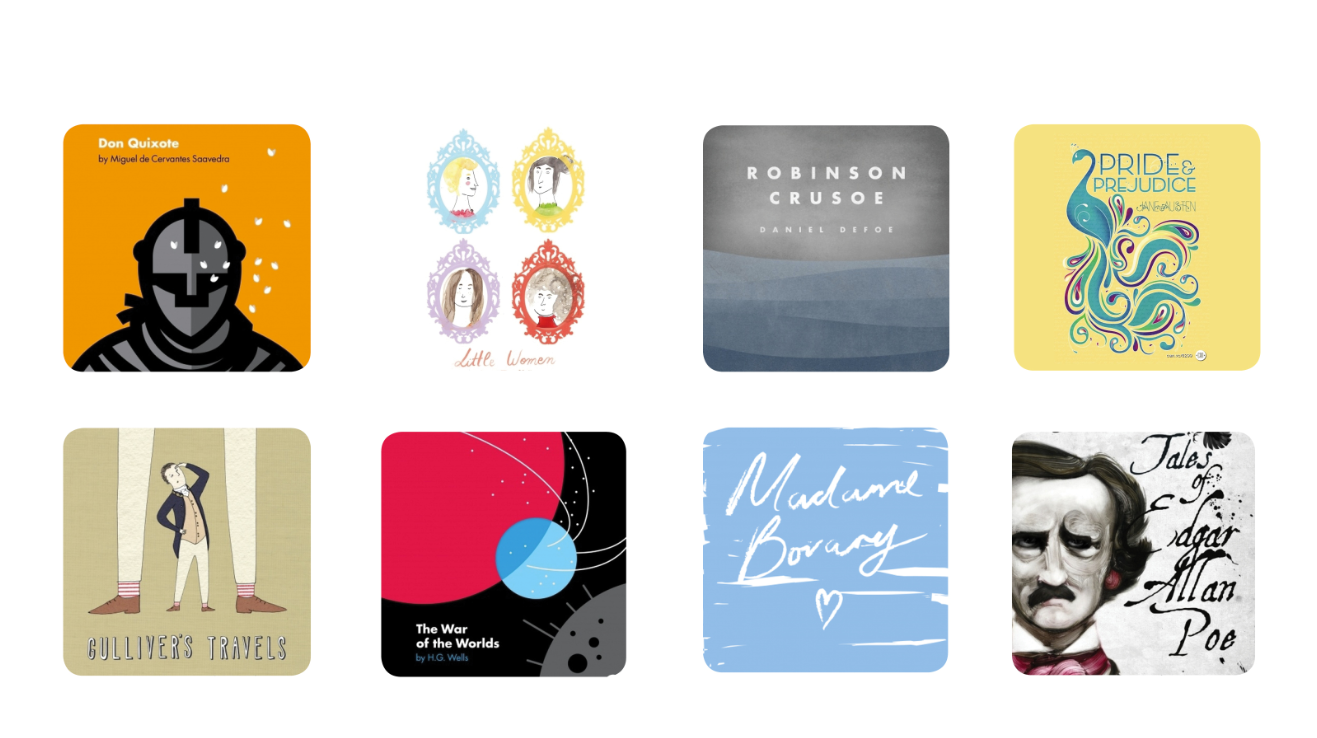 Don Quixote
by Miguel de Cervantes Saavedra
Little Women
ROBINSON
CRUSOE
DANIEL DEFOE
PRIDE &
PREJUDICE
JANE AUSTEN
GULLIVER'S TRAVELS
The War
of the Worlds
by H.G. Wells
Madame
Bovary
Tales
of
Edgar
Allan
Poe